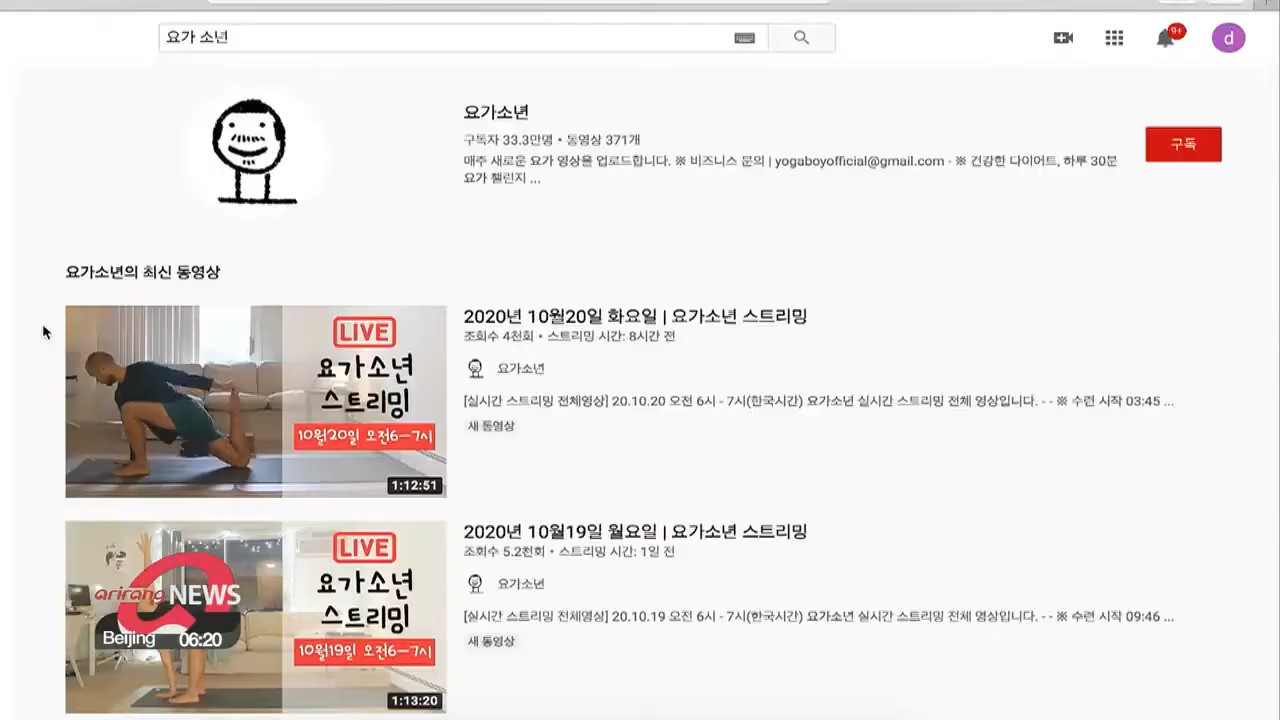 요가 소년
9+
d
요가소년
구독자 33.3만명 • 동영상 371개
구독
매주 새로운 요가 영상을 업로드합니다. ※ 비즈니스 문의 | yogaboyofficial@gmail.com - ※ 건강한 다이어트, 하루 30분
요가 챌린지 ...
요가소년의 최신 동영상
LIVE
요가소년
스트리밍
10월20일 오전6-7시
1:12:51
2020년 10월20일 화요일 | 요가소년 스트리밍
조회수 4천회 • 스트리밍 시간: 8시간 전
요가소년
[실시간 스트리밍 전체영상] 20.10.20 오전 6시 - 7시(한국시간) 요가소년 실시간 스트리밍 전체 영상입니다. - - ※ 수련 시작 03:45 ...
새 동영상
LIVE
요가소년
스트리밍
10월19일 오전6-7시
1:13:20
arirang NEWS
Beijing 06:20
2020년 10월19일 월요일 | 요가소년 스트리밍
조회수 5.2천회 • 스트리밍 시간: 1일 전
요가소년
[실시간 스트리밍 전체영상] 20.10.19 오전 6시 - 7시(한국시간) 요가소년 실시간 스트리밍 전체 영상입니다. - - ※ 수련 시작 09:46 ...
새 동영상